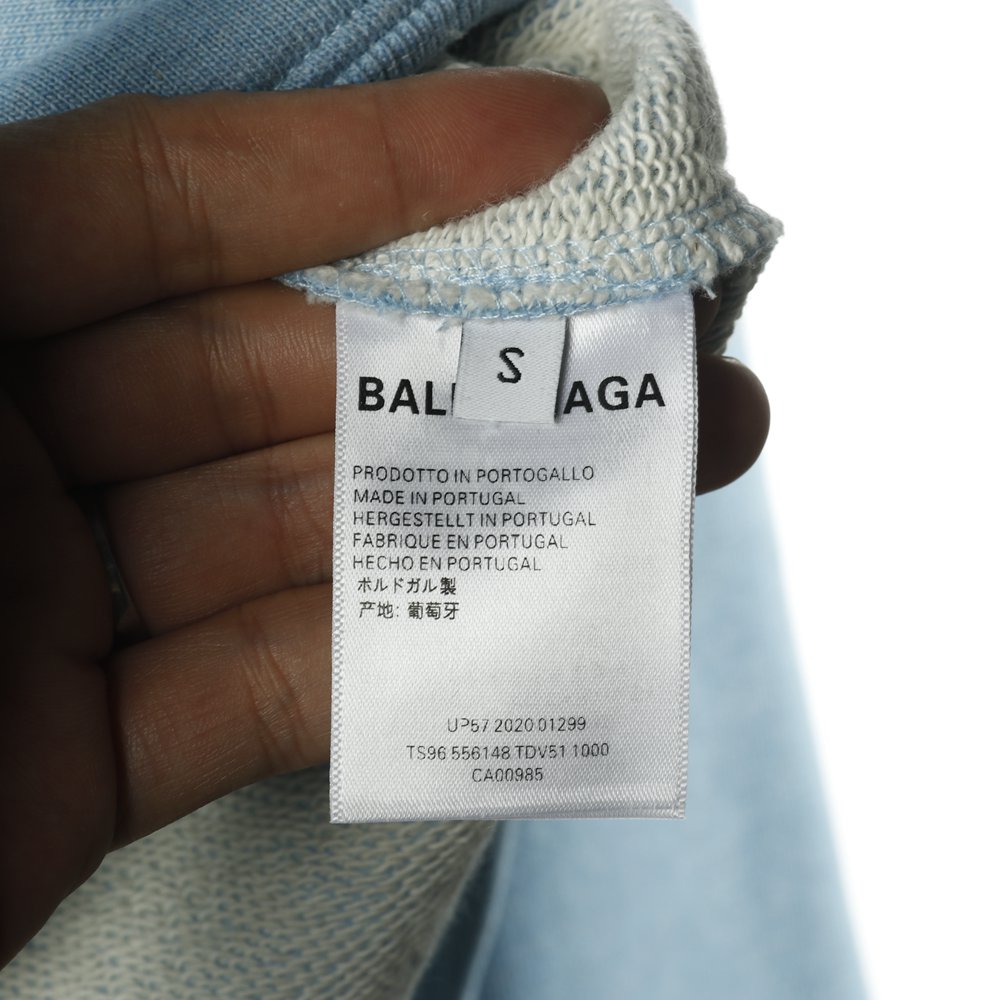 S
BAL AGA
PRODOTTO IN PORTOGALLO
MADE IN PORTUGAL
HERGESTELLT IN PORTUGAL
FABRIQUE EN PORTUGAL
HECHO EN PORTUGAL
ポルドガル製
产地: 葡萄牙
UP57 2020 01299
TS96 556148 TDV51 1000
CA00985